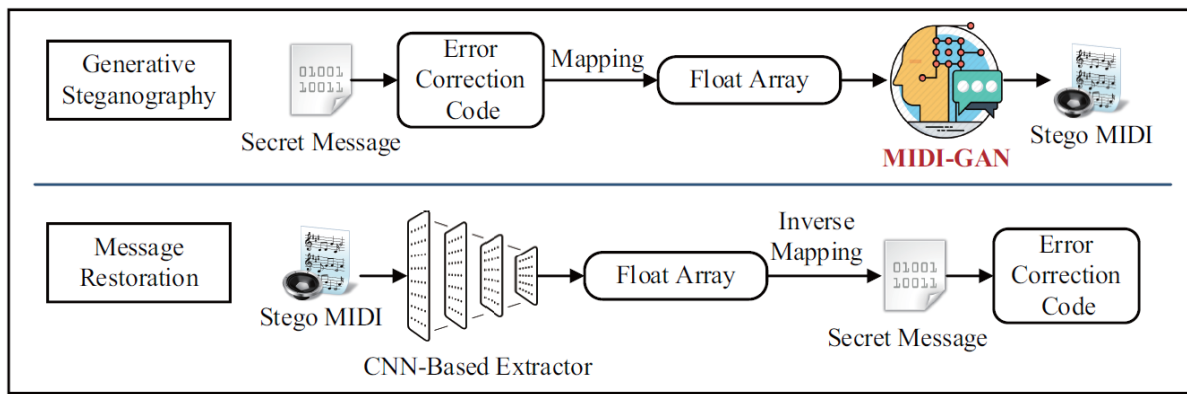 Generative
Steganography
01001
10011
Secret Message
Error
Correction
Code
Mapping
Float Array
MIDI-GAN
Stego MIDI
Message
Restoration
Stego MIDI
CNN-Based Extractor
Float Array
Inverse
Mapping
01001
10011
Secret Message
Error
Correction
Code